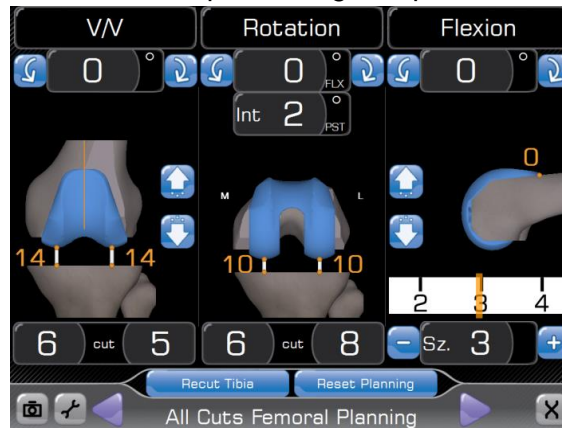 V/V Rotation Flexion
0 ° 0 ° FLX 0 °
Int 2 ° PST
0
M L
14 14 10 10
2 3 4
6 cut 5 6 cut 8 Sz. 3
Recut Tibia Reset Planning
All Cuts Femoral Planning